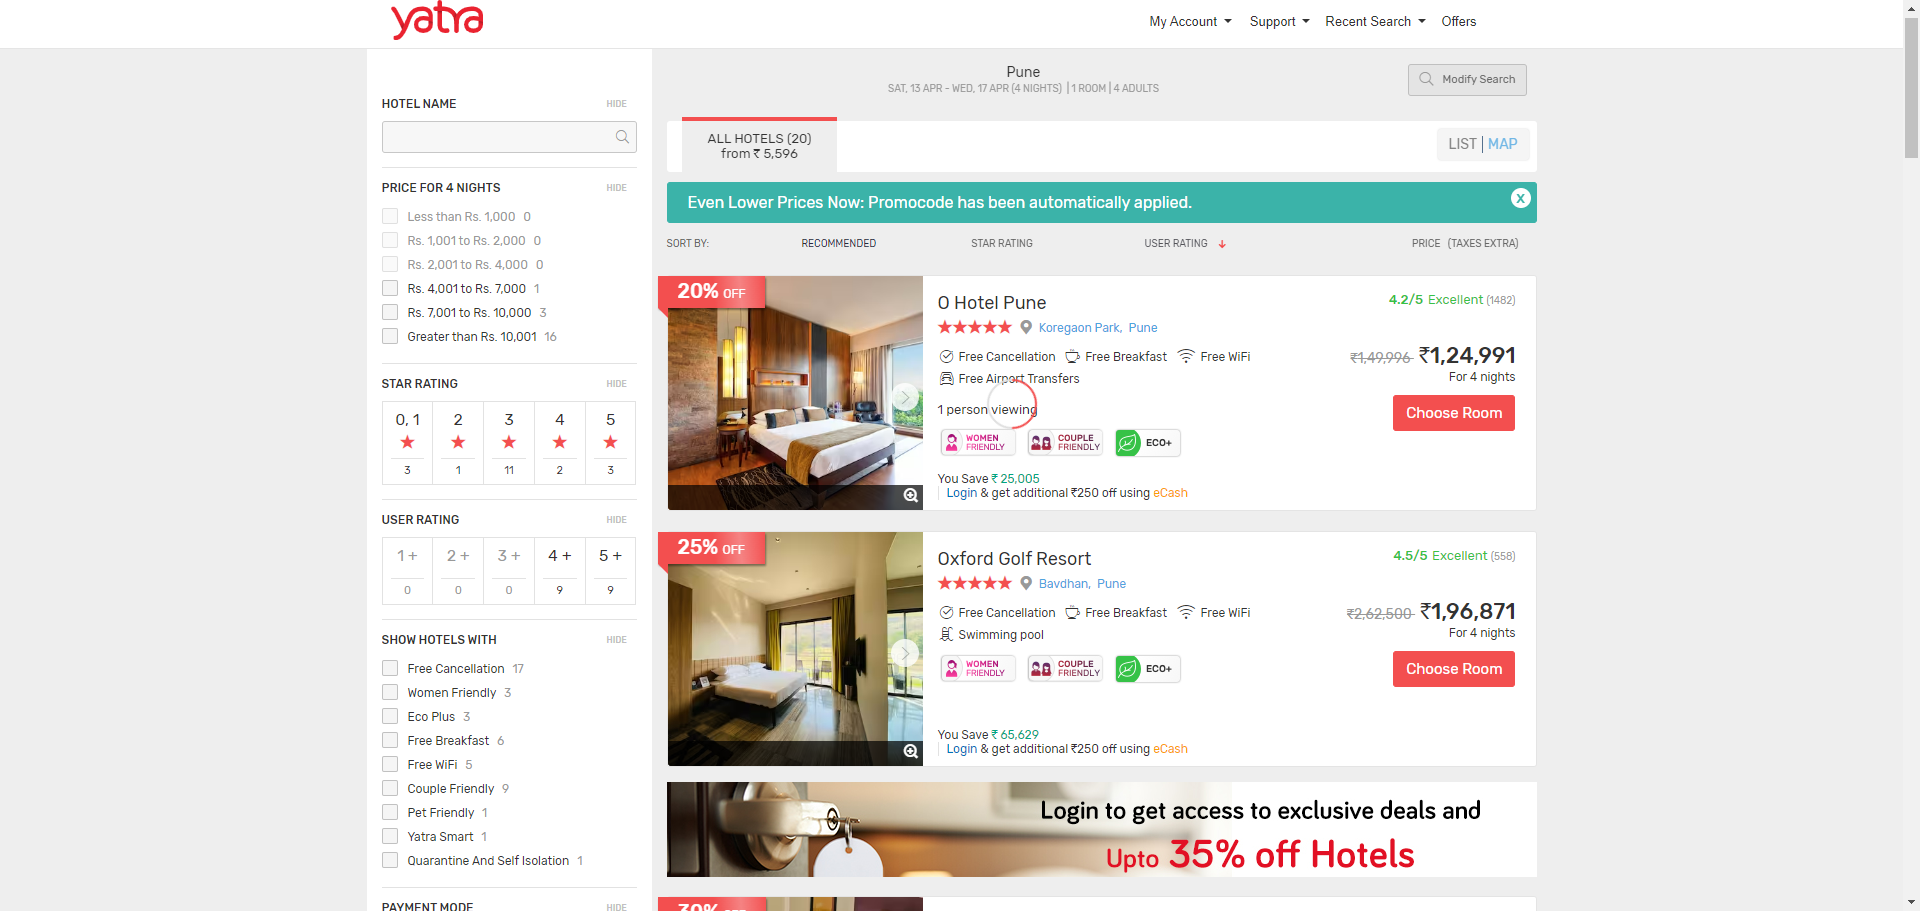 yatra
My Account
Support
Recent Search
Offers
HOTEL NAME HIDE
PRICE FOR 4 NIGHTS HIDE
Less than Rs. 1,000 0
Rs. 1,001 to Rs. 2,000 0
Rs. 2,001 to Rs. 4,000 0
Rs. 4,001 to Rs. 7,000 1
Rs. 7,001 to Rs. 10,000 3
Greater than Rs. 10,001 16
STAR RATING HIDE
0, 1 2 3 4 5
3 1 11 2 3
USER RATING HIDE
1 + 2 + 3 + 4 + 5 +
0 0 0 9 9
SHOW HOTELS WITH HIDE
Free Cancellation 17
Women Friendly 3
Eco Plus 3
Free Breakfast 6
Free WiFi 5
Couple Friendly 9
Pet Friendly 1
Yatra Smart 1
Quarantine And Self Isolation 1
PAYMENT MODE HIDE
Pune
SAT, 13 APR - WED, 17 APR (4 NIGHTS) | 1 ROOM | 4 ADULTS
Modify Search
ALL HOTELS (20)
from ₹ 5,596
LIST | MAP
Even Lower Prices Now: Promocode has been automatically applied.
X
SORT BY: RECOMMENDED STAR RATING USER RATING PRICE (TAXES EXTRA)
20% OFF
O Hotel Pune
4.2/5 Excellent (1482)
Koregaon Park, Pune
Free Cancellation Free Breakfast Free WiFi
₹1,49,996 ₹1,24,991
Free Airport Transfers
For 4 nights
1 person viewing
Choose Room
WOMEN FRIENDLY COUPLE FRIENDLY ECO+
You Save ₹ 25,005
Login & get additional ₹250 off using eCash
25% OFF
Oxford Golf Resort
4.5/5 Excellent (558)
Bavdhan, Pune
Free Cancellation Free Breakfast Free WiFi
₹2,62,500 ₹1,96,871
Swimming pool
For 4 nights
Choose Room
WOMEN FRIENDLY COUPLE FRIENDLY ECO+
You Save ₹ 65,629
Login & get additional ₹250 off using eCash
Login to get access to exclusive deals and
Upto 35% off Hotels
30% OFF